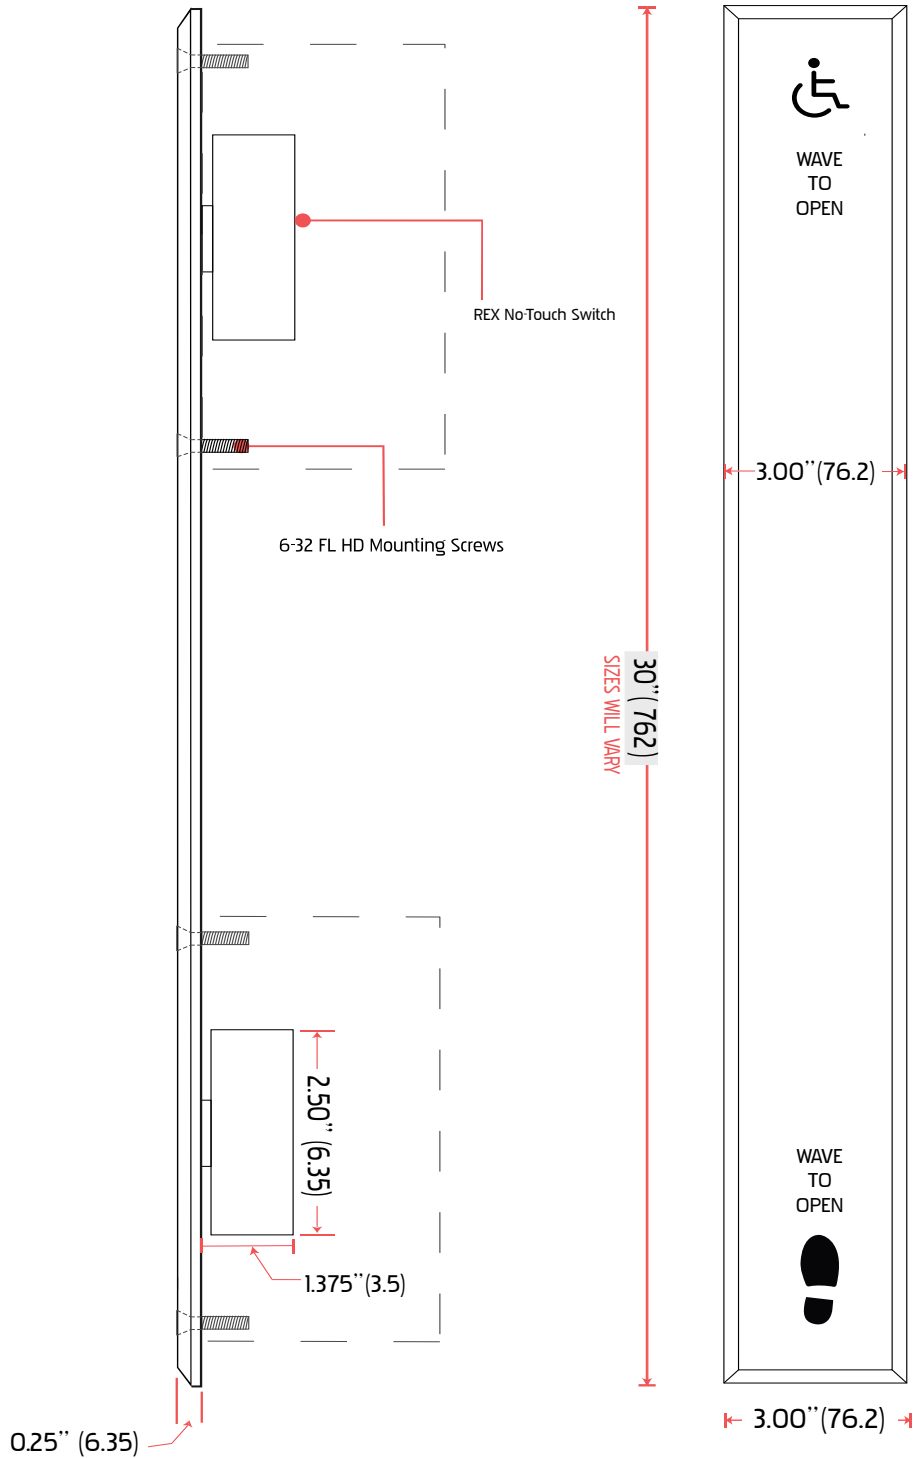 WAVE
TO
OPEN
REX No-Touch Switch
3.00’’(76.2)
6-32 FL HD Mounting Screws
30’’( 762)
SIZES WILL VARY
2.50’’ (6.35)
WAVE
TO
OPEN
1.375’’(3.5)
3.00’’(76.2)
0.25’’ (6.35)